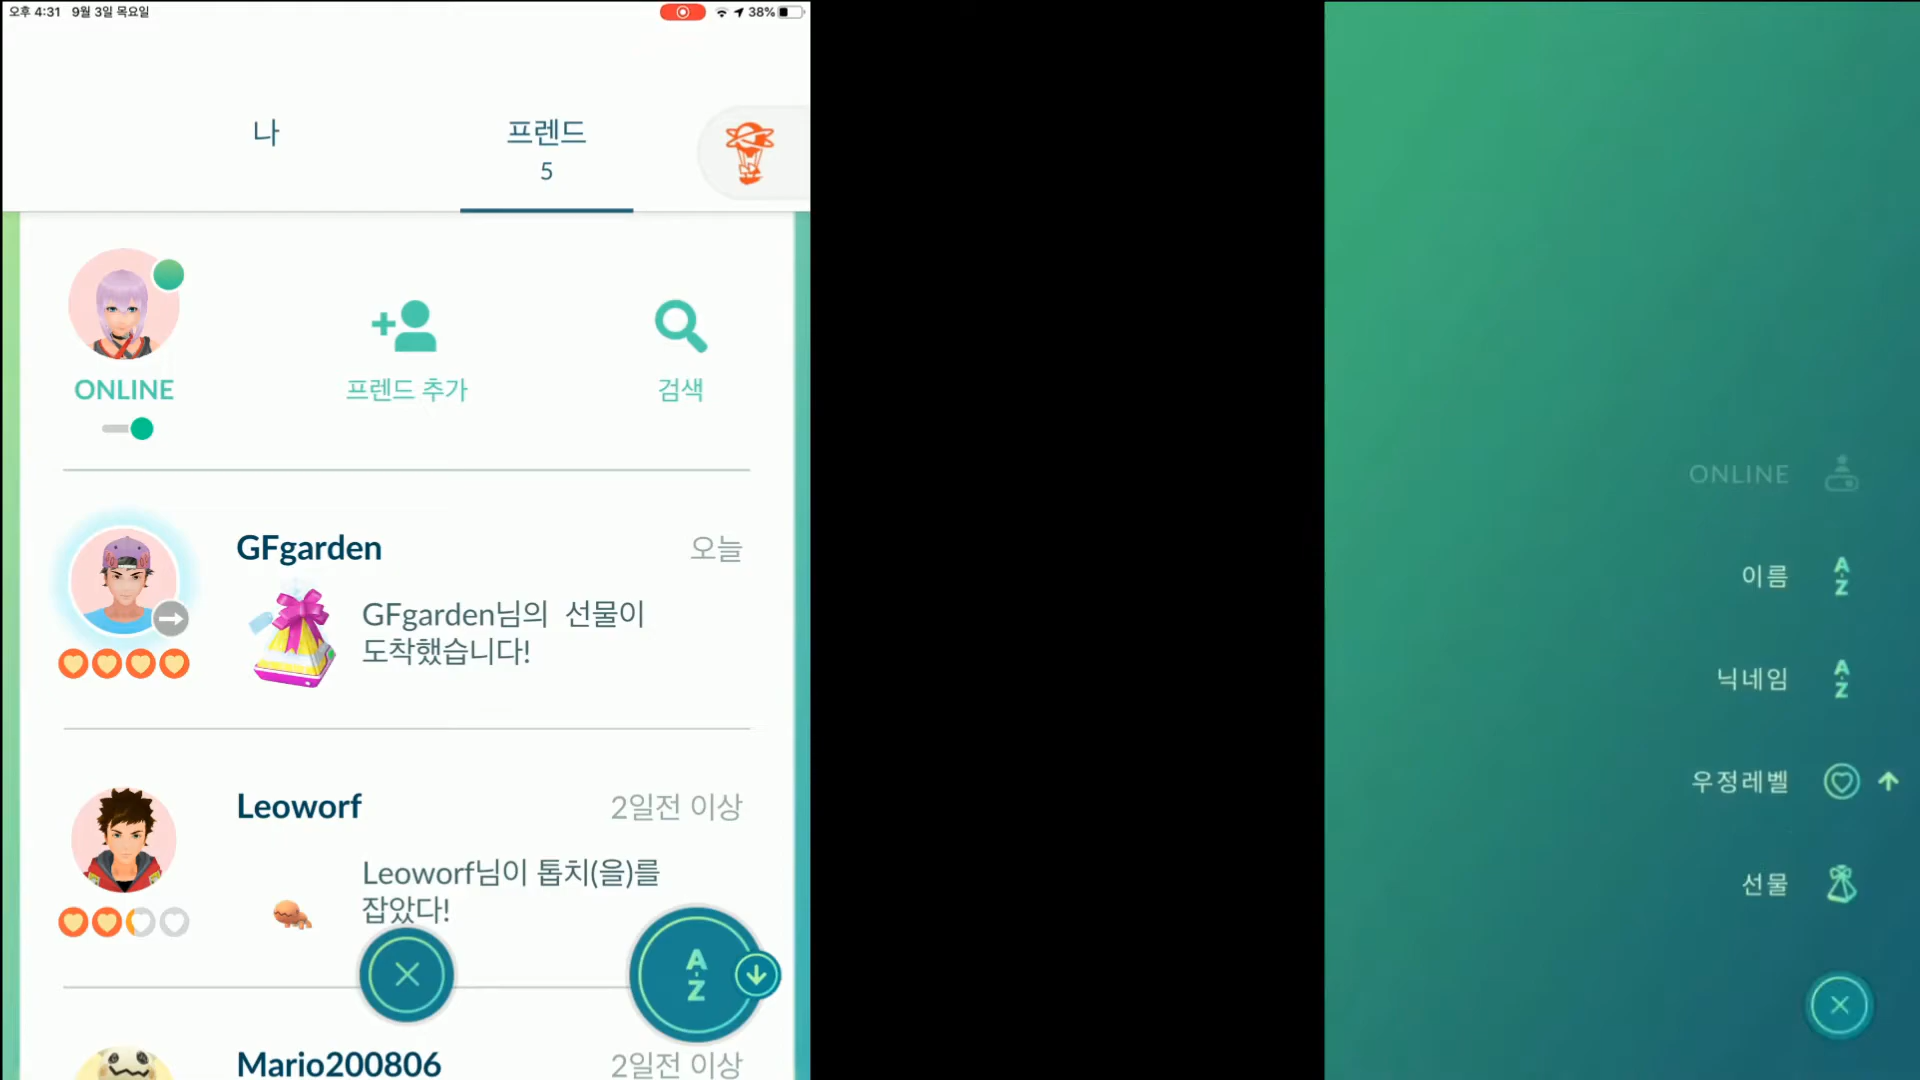 오후 4:31 9월 3일 목요일
38%
나
프렌드
5
ONLINE
프렌드 추가
검색
GFgarden
오늘
GFgarden님의 선물이
도착했습니다!
Leoworf
2일전 이상
Leoworf님이 톱치(을)를
잡았다!
A-Z
Mario200806
2일전 이상
ONLINE
이름
A-Z
닉네임
A-Z
우정레벨
선물